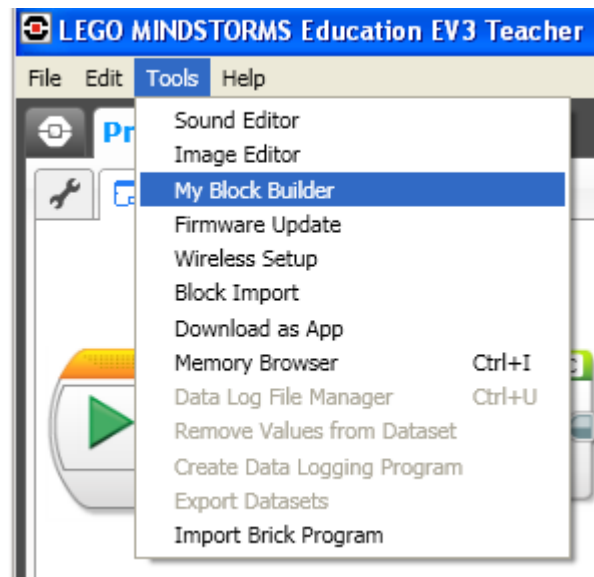 LEGO MINDSTORMS Education EV3 Teacher
File Edit Tools Help
Pr
Sound Editor
Image Editor
My Block Builder
Firmware Update
Wireless Setup
Block Import
Download as App
Memory Browser Ctrl+I
Data Log File Manager Ctrl+U
Remove Values from Dataset
Create Data Logging Program
Export Datasets
Import Brick Program